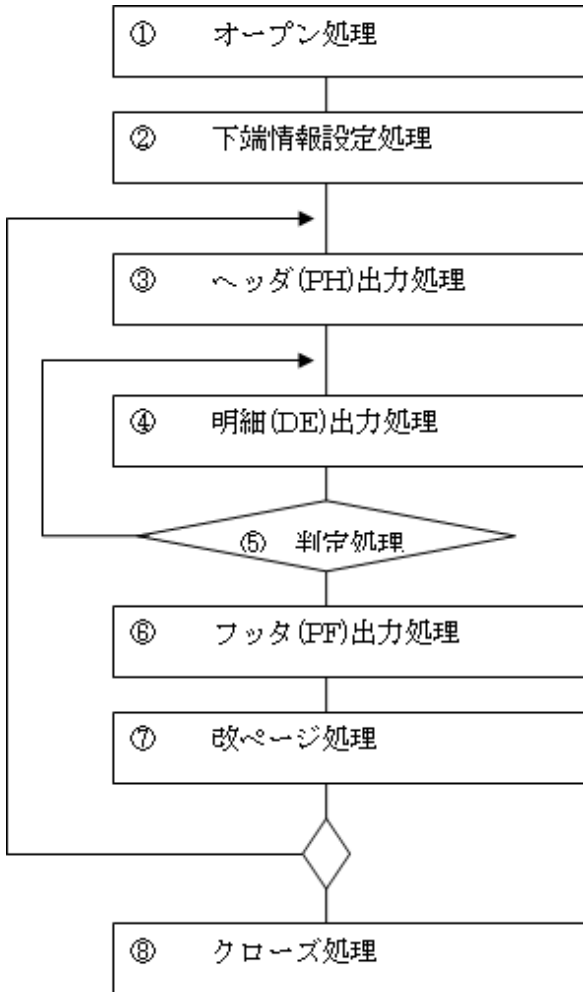 ① オープン処理
② 下端情報設定処理
③ ヘッダ(PH)出力処理
④ 明細(DE)出力処理
⑤ 判定処理
⑥ フッタ(PF)出力処理
⑦ 改ページ処理
⑧ クローズ処理